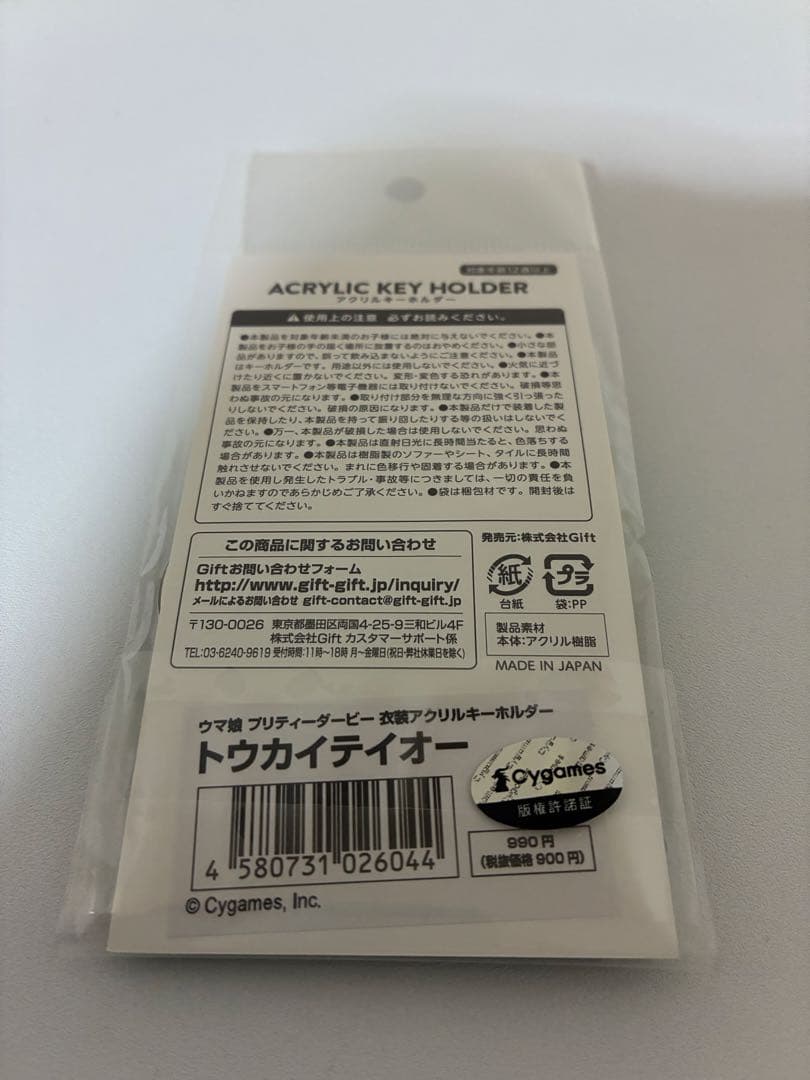 対象年齢12歳以上
ACRYLIC KEY HOLDER
アクリルキーホルダー
⚠使用上の注意 必ずお読みください。
●本製品を対象年齢未満のお子様には絶対に与えないでください。●本
製品をお子様の手の届く場所に放置するのはおやめください。●小さな部
品がありますので、誤って飲み込まないようにご注意ください。●本製品
はキーホルダーです。用途以外には使用しないでください。●火気に近づ
けたり近くに置かないでください。変形・変色する恐れがあります。●本
製品をスマートフォン等電子機器には取り付けないでください。破損等思
わぬ事故の元になります。●取り付け部分を無理な方向に強く引っ張った
りしないでください。破損の原因になります。●本製品だけで装着した製
品を保持したり、本製品を持って振り回したりする等の扱いはしないでく
ださい。●万一、本製品が破損した場合は使用しないでください。思わぬ
事故の元になります。●本製品は直射日光に長時間当たると、色落ちする
場合があります。●本製品は樹脂製のソファーやシート、タイルに長時間
触れさせないでください。まれに色移行や固着する場合があります。●本
製品を使用し発生したトラブル・事故等につきましては、一切の責任を負
いかねますのであらかじめご了承ください。●袋は梱包材です。開封後は
すぐ捨ててください。
この商品に関するお問い合わせ
Giftお問い合わせフォーム
http://www.gift-gift.jp/inquiry/
メールによるお問い合わせ gift-contact@gift-gift.jp
〒130-0026 東京都墨田区両国4-25-9三和ビル4F
株式会社Gift カスタマーサポート係
TEL:03-6240-9619 受付時間:11時〜18時 月〜金曜日(祝日・弊社休業日を除く)
発売元:株式会社Gift
紙 プラ
台紙 袋:PP
製品素材
本体:アクリル樹脂
MADE IN JAPAN
ウマ娘 プリティーダービー 衣装アクリルキーホルダー
トウカイテイオー
Cygames
版権許諾証
4 580731 026044
990円
(税抜価格900円)
© Cygames, Inc.